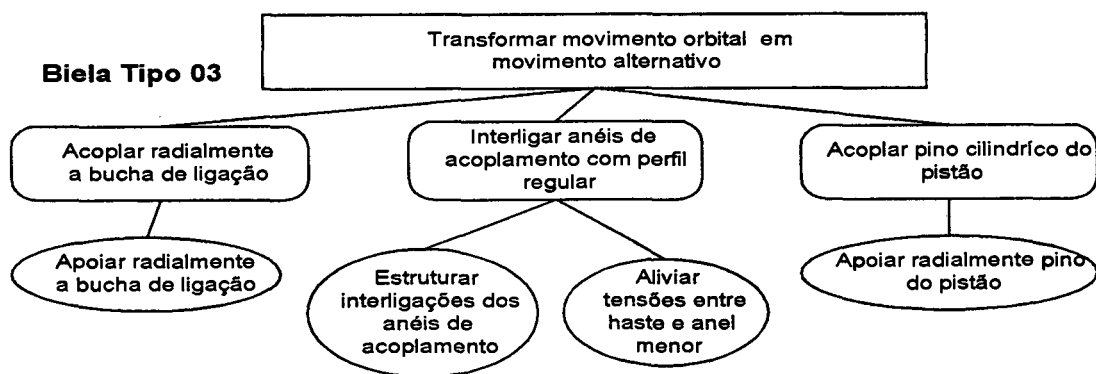 Transformar movimento orbital em
movimento alternativo
Biela Tipo 03
Acoplar radialmente
a bucha de ligação
Interligar anéis de
acoplamento com perfil
regular
Acoplar pino cilindríco do
pistão
Apoiar radialmente
a bucha de ligação
Estruturar
interligações dos
anéis de
acoplamento
Aliviar
tensões entre
haste e anel
menor
Apoiar radialmente pino
do pistão